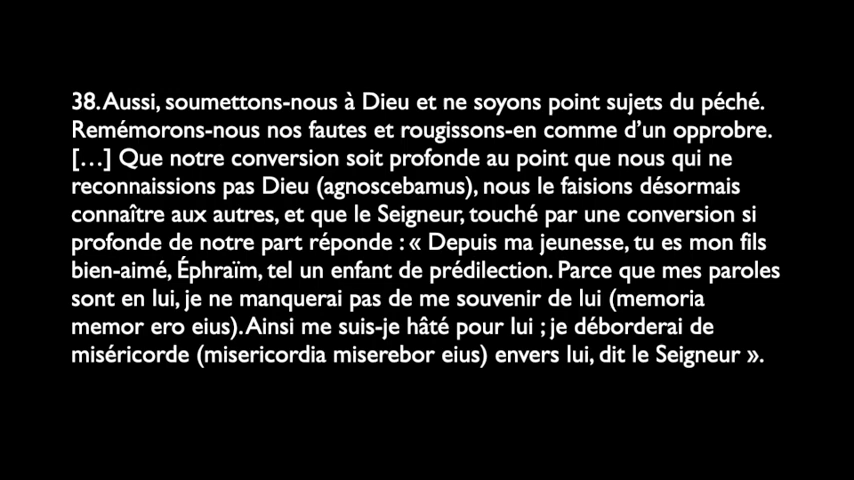 38. Aussi, soumettons-nous à Dieu et ne soyons point sujets du péché.
Remémorons-nous nos fautes et rougissons-en comme d’un opprobre.
[…] Que notre conversion soit profonde au point que nous qui ne
reconnaissions pas Dieu (agnoscebamus), nous le faisions désormais
connaître aux autres, et que le Seigneur, touché par une conversion si
profonde de notre part réponde : « Depuis ma jeunesse, tu es mon fils
bien-aimé, Éphraïm, tel un enfant de prédilection. Parce que mes paroles
sont en lui, je ne manquerai pas de me souvenir de lui (memoria
memor ero eius). Ainsi me suis-je hâté pour lui ; je déborderai de
miséricorde (misericordia miserebor eius) envers lui, dit le Seigneur ».